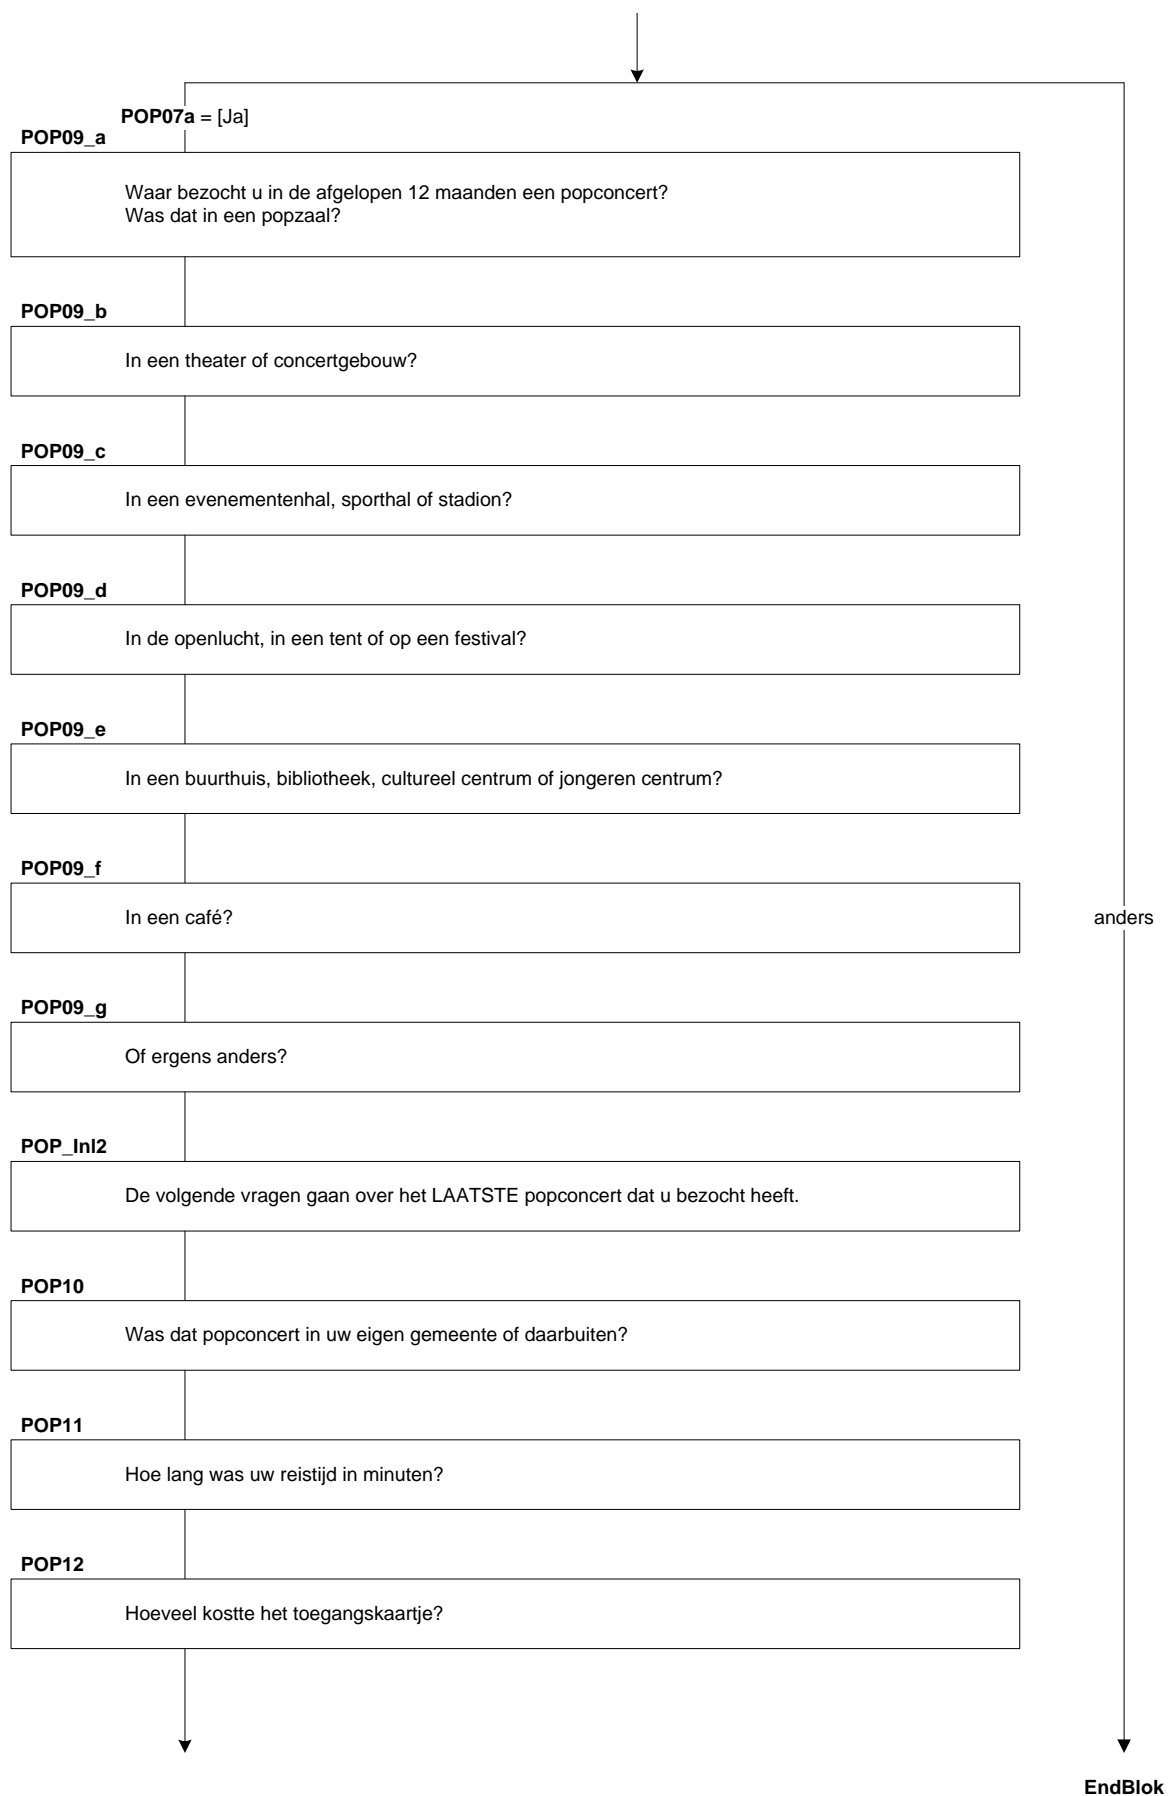 POP07a = [Ja]
POP09_a
Waar bezocht u in de afgelopen 12 maanden een popconcert?
Was dat in een popzaal?
POP09_b
In een theater of concertgebouw?
POP09_c
In een evenementenhal, sporthal of stadion?
POP09_d
In de openlucht, in een tent of op een festival?
POP09_e
In een buurthuis, bibliotheek, cultureel centrum of jongeren centrum?
POP09_f
In een café?
anders
POP09_g
Of ergens anders?
POP_Inl2
De volgende vragen gaan over het LAATSTE popconcert dat u bezocht heeft.
POP10
Was dat popconcert in uw eigen gemeente of daarbuiten?
POP11
Hoe lang was uw reistijd in minuten?
POP12
Hoeveel kostte het toegangskaartje?
EndBlok